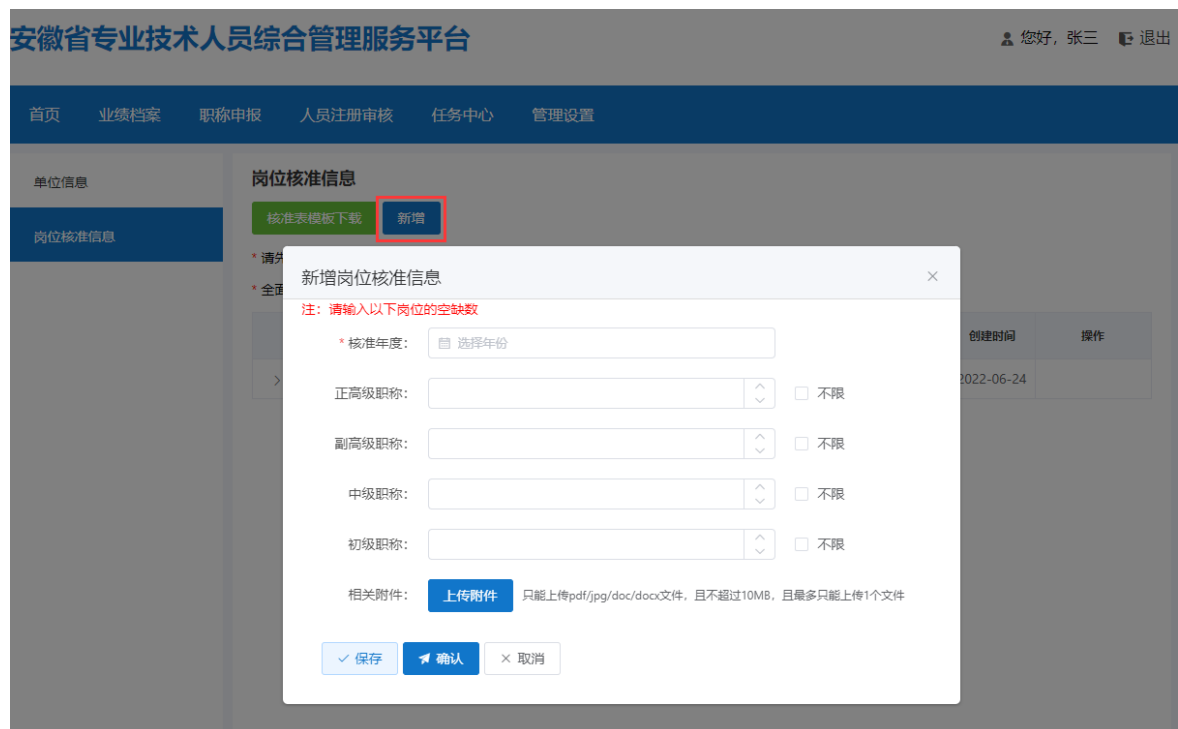 安徽省专业技术人员综合管理服务平台
您好，张三 退出
首页 业绩档案 职称申报 人员注册审核 任务中心 管理设置
单位信息
岗位核准信息
岗位核准信息
核准表模板下载 新增
* 请先
* 全面
新增岗位核准信息
注：请输入以下岗位的空缺数
* 核准年度： 选择年份
创建时间 操作
2022-06-24
正高级职称： 不限
副高级职称： 不限
中级职称： 不限
初级职称： 不限
相关附件： 上传附件 只能上传pdf/jpg/doc/docx文件，且不超过10MB，且最多只能上传1个文件
保存 确认 取消